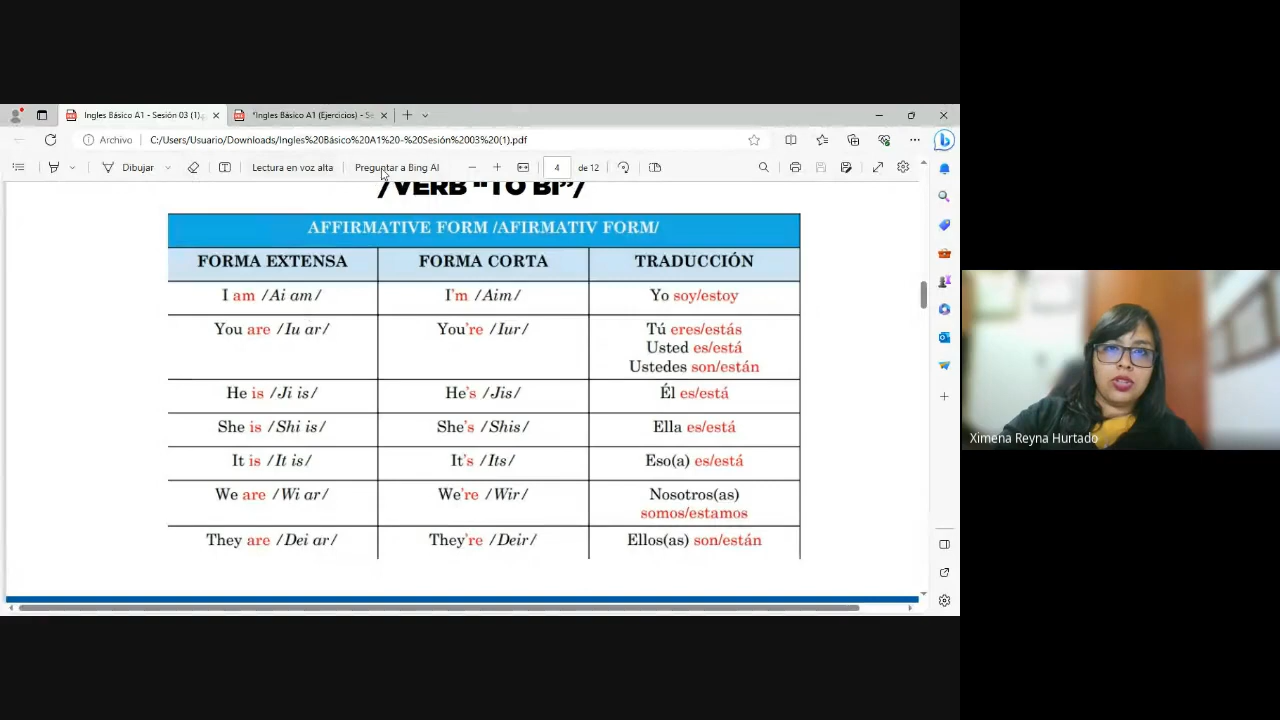 Ingles Básico A1 - Sesión 03 (1).p
*Ingles Básico A1 (Ejercicios) - Se
Archivo
C:/Users/Usuario/Downloads/Ingles%20Básico%20A1%20-%20Sesión%2003%20(1).pdf
Dibujar
Lectura en voz alta
Preguntar a Bing AI
4
de 12
/VERB “TO BI”/
AFFIRMATIVE FORM /AFIRMATIV FORM/
FORMA EXTENSA FORMA CORTA TRADUCCIÓN
I am /Ai am/ I'm /Aim/ Yo soy/estoy
You are /Iu ar/ You're /Iur/ Tú eres/estás
Usted es/está
Ustedes son/están
He is /Ji is/ He's /Jis/ Él es/está
She is /Shi is/ She's /Shis/ Ella es/está
It is /It is/ It's /Its/ Eso(a) es/está
We are /Wi ar/ We're /Wir/ Nosotros(as)
somos/estamos
They are /Dei ar/ They're /Deir/ Ellos(as) son/están
Ximena Reyna Hurtado